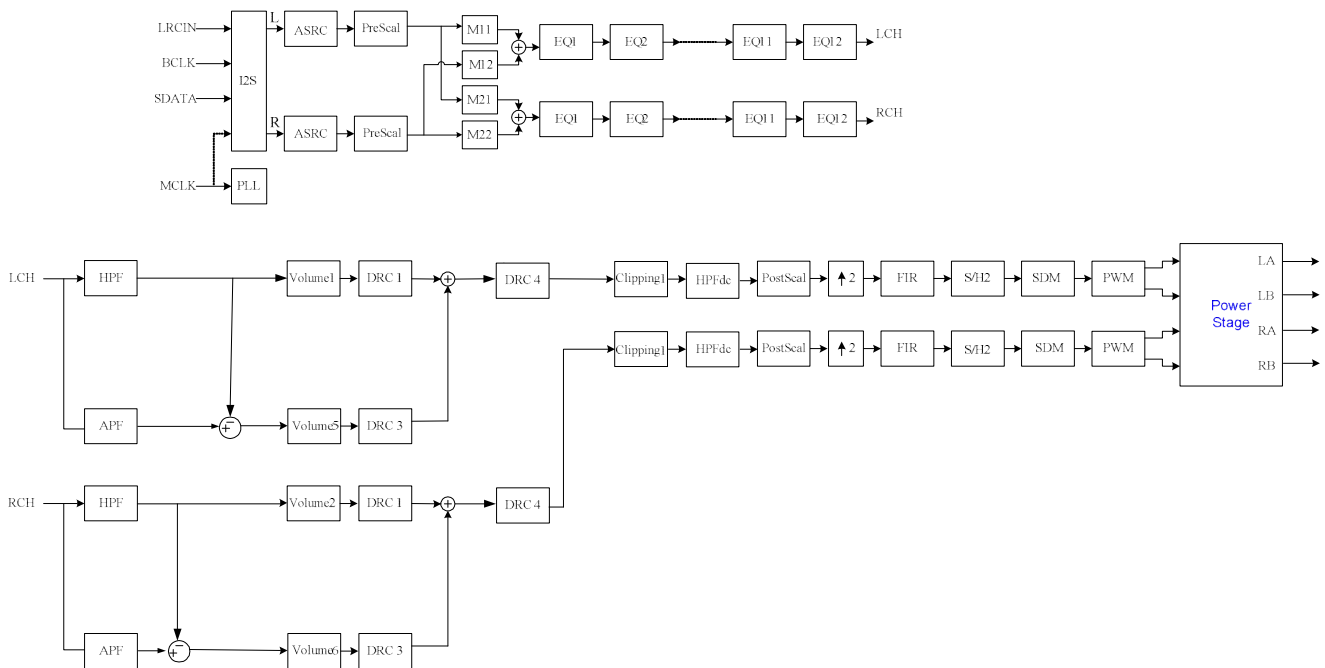 LRCIN
BCLK
SDATA
MCLK
I2S
PLL
L
R
ASRC
PreScal
ASRC
PreScal
M11
M12
M21
M22
+
+
EQ1
EQ2
EQ11
EQ12
LCH
EQ1
EQ2
EQ11
EQ12
RCH
LCH
HPF
Volume1
DRC 1
+
DRC 4
Clipping1
HPFdc
PostScal
2
FIR
S/H2
SDM
PWM
Clipping1
HPFdc
PostScal
2
FIR
S/H2
SDM
PWM
Power
Stage
LA
LB
RA
RB
APF
+ −
Volume5
DRC 3
RCH
HPF
Volume2
DRC 1
+
DRC 4
APF
+ −
Volume6
DRC 3